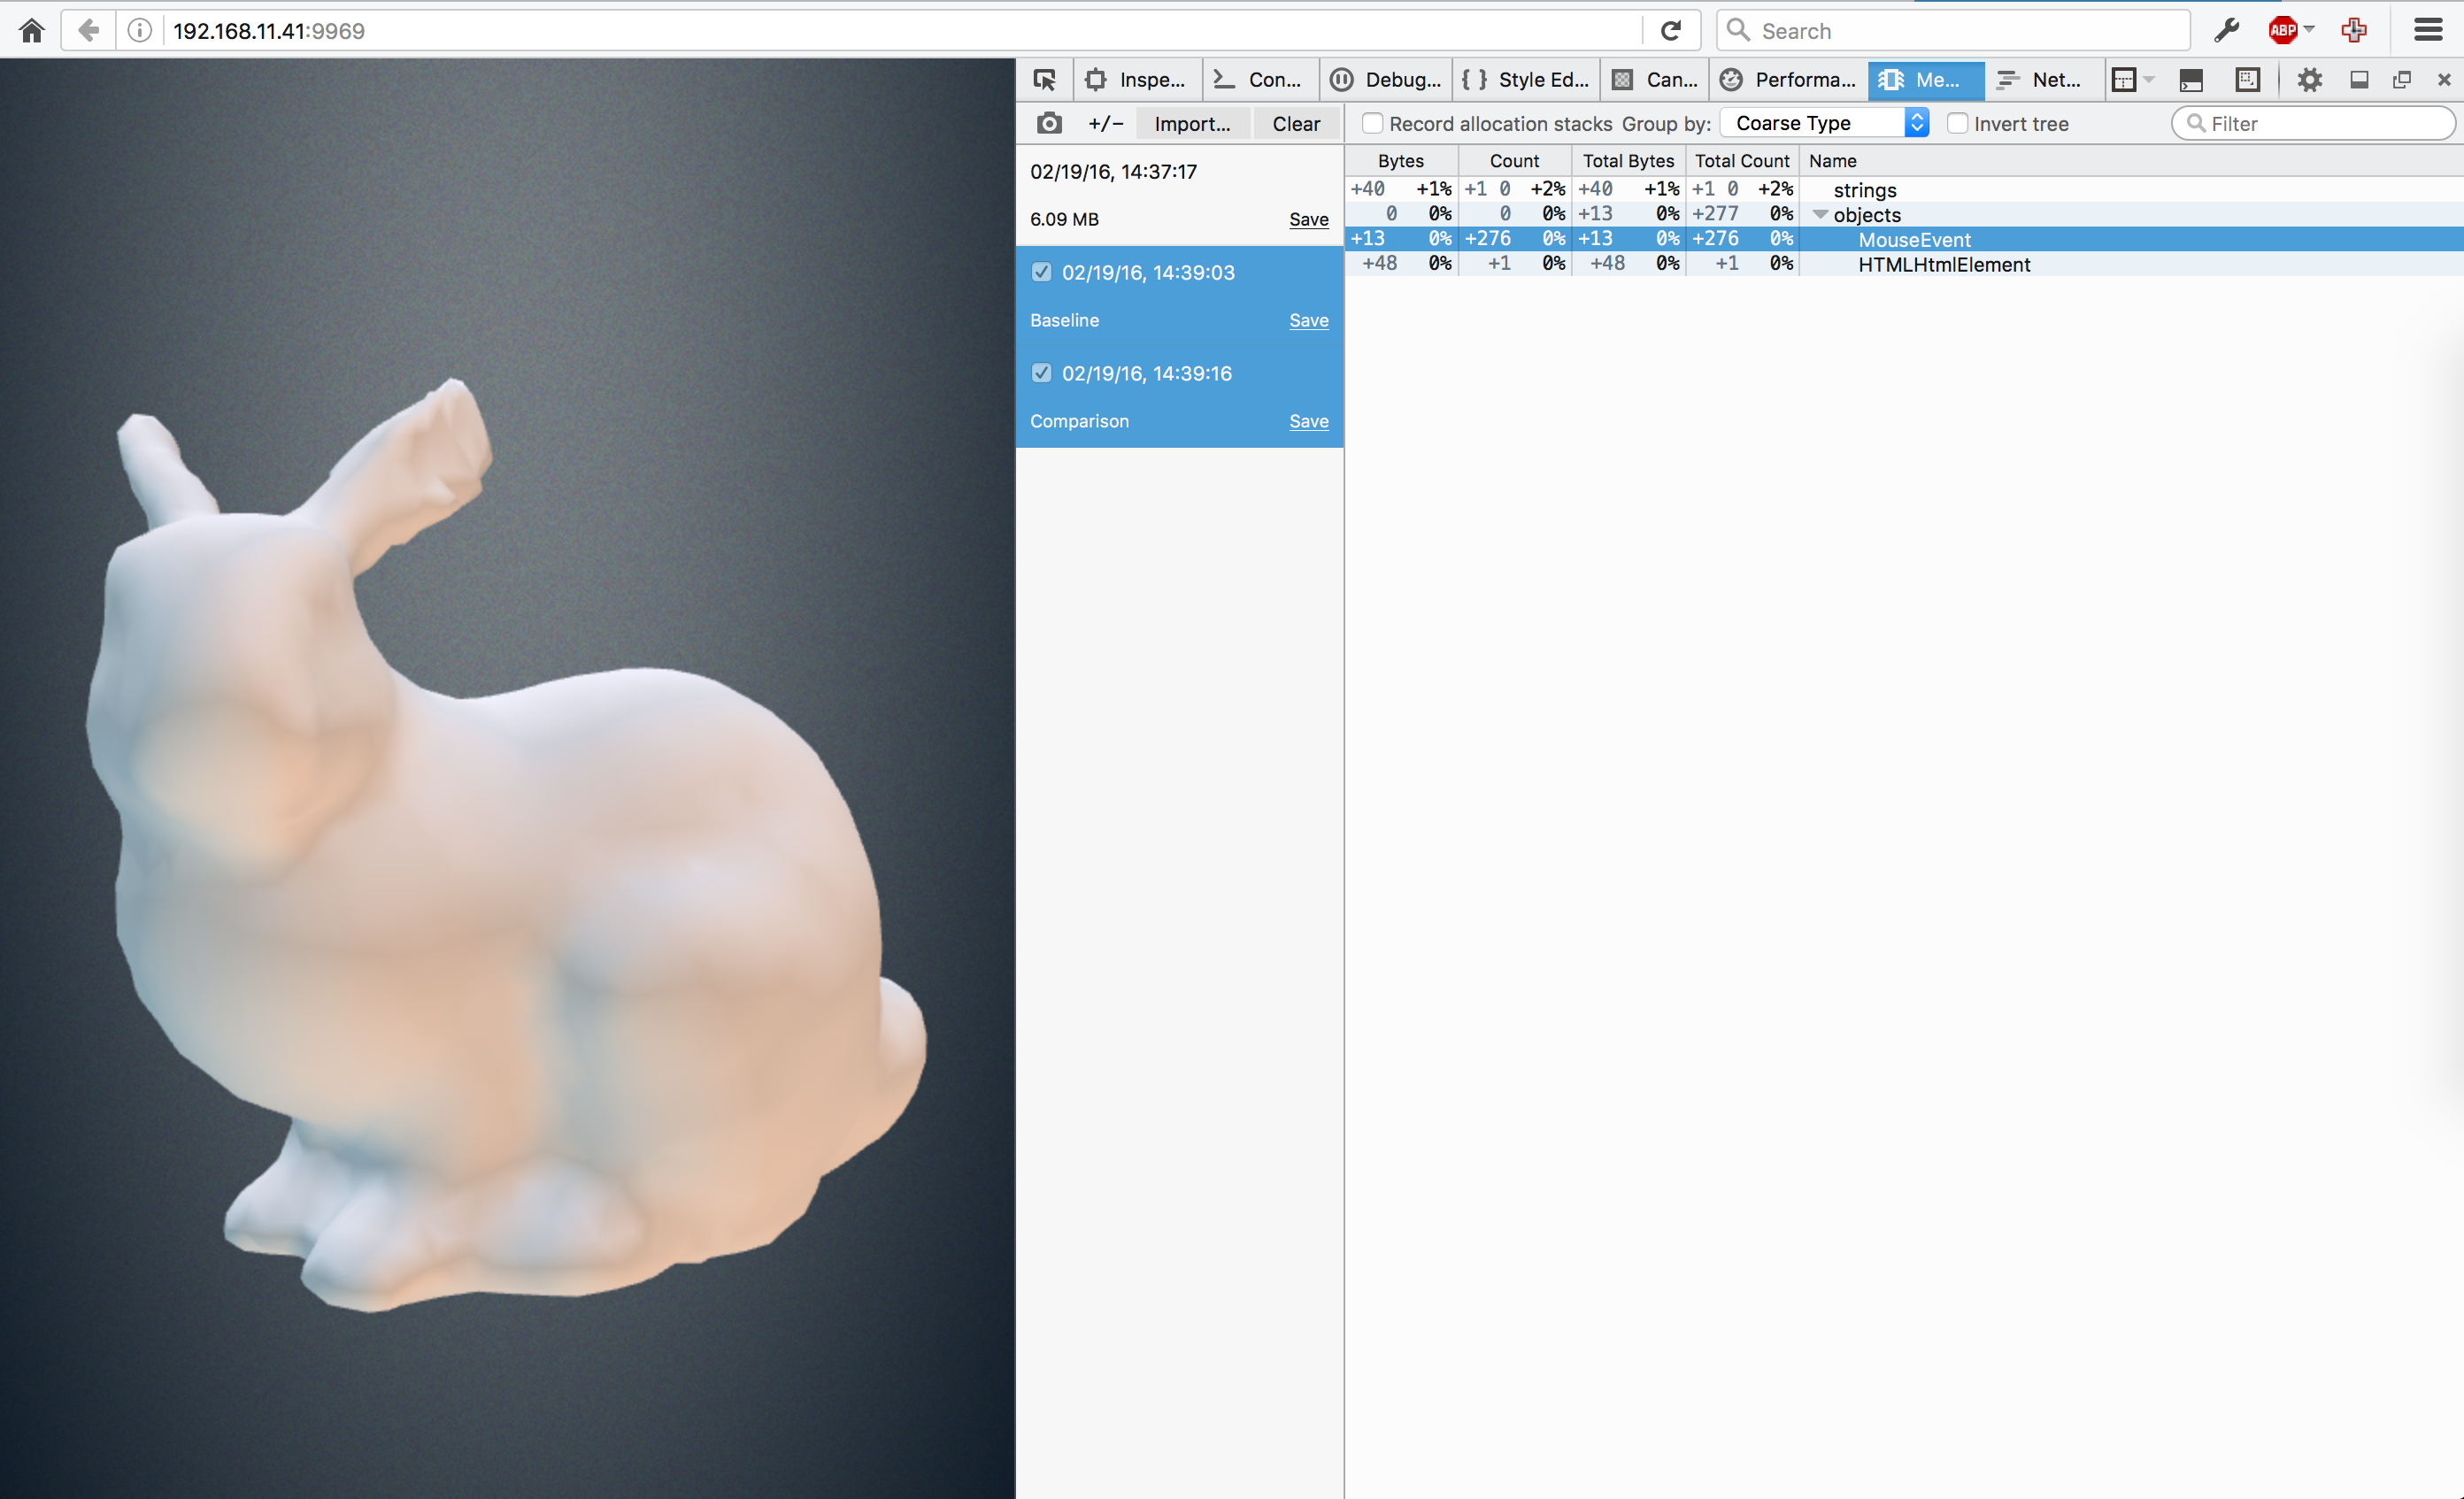 192.168.11.41:9969
Search
ABP
Inspe...
Con...
Debug...
Style Ed...
Can...
Performa...
Me...
Net...
+/−
Import...
Clear
Record allocation stacks
Group by:
Coarse Type
Invert tree
Filter
02/19/16, 14:37:17
6.09 MB
Save
02/19/16, 14:39:03
Baseline
Save
02/19/16, 14:39:16
Comparison
Save
Bytes Count Total Bytes Total Count Name
+40 +1% +1 0 +2% +40 +1% +1 0 +2% strings
0 0% 0 0% +13 0% +277 0% objects
+13 0% +276 0% +13 0% +276 0% MouseEvent
+48 0% +1 0% +48 0% +1 0% HTMLHtmlElement